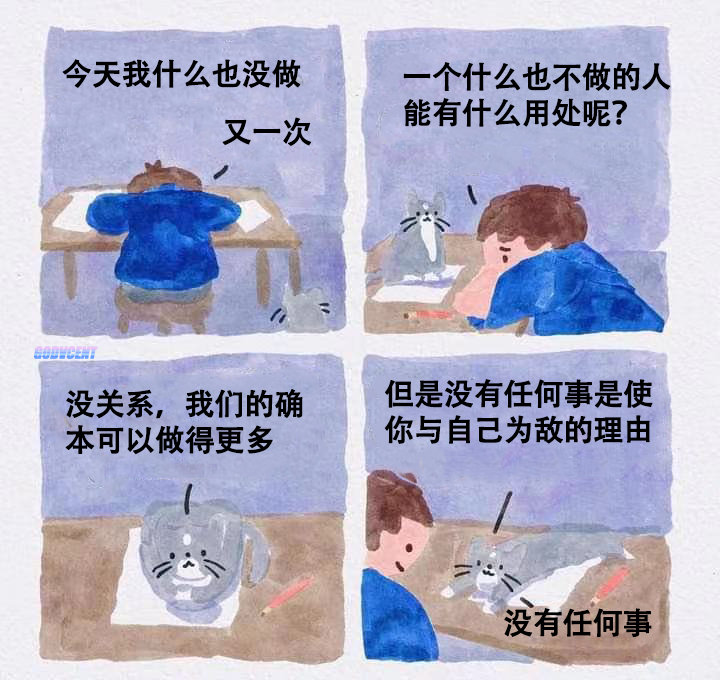 今天我什么也没做
又一次
一个什么也不做的人
能有什么用处呢?
GODVCENT
没关系，我们的确
本可以做得更多
但是没有任何事是使
你与自己为敌的理由
没有任何事